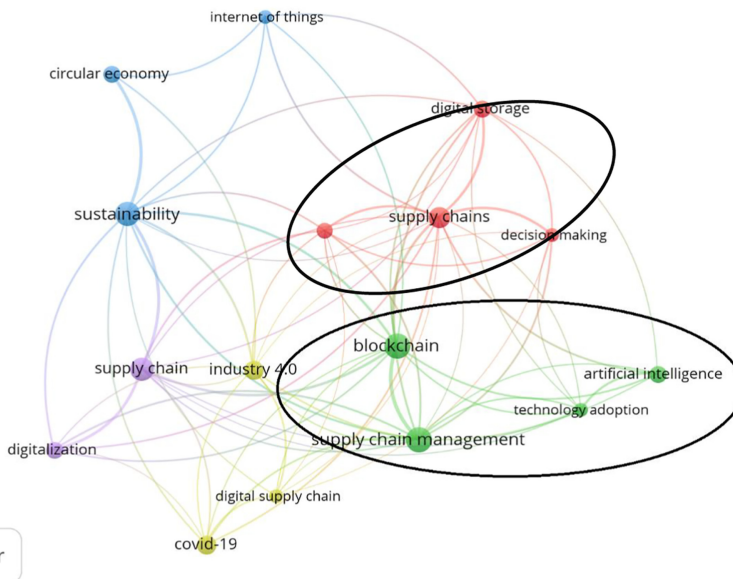 internet of things
circular economy
digital storage
sustainability
supply chains
decision making
blockchain
supply chain
industry 4.0
artificial intelligence
technology adoption
supply chain management
digitalization
digital supply chain
covid-19
r